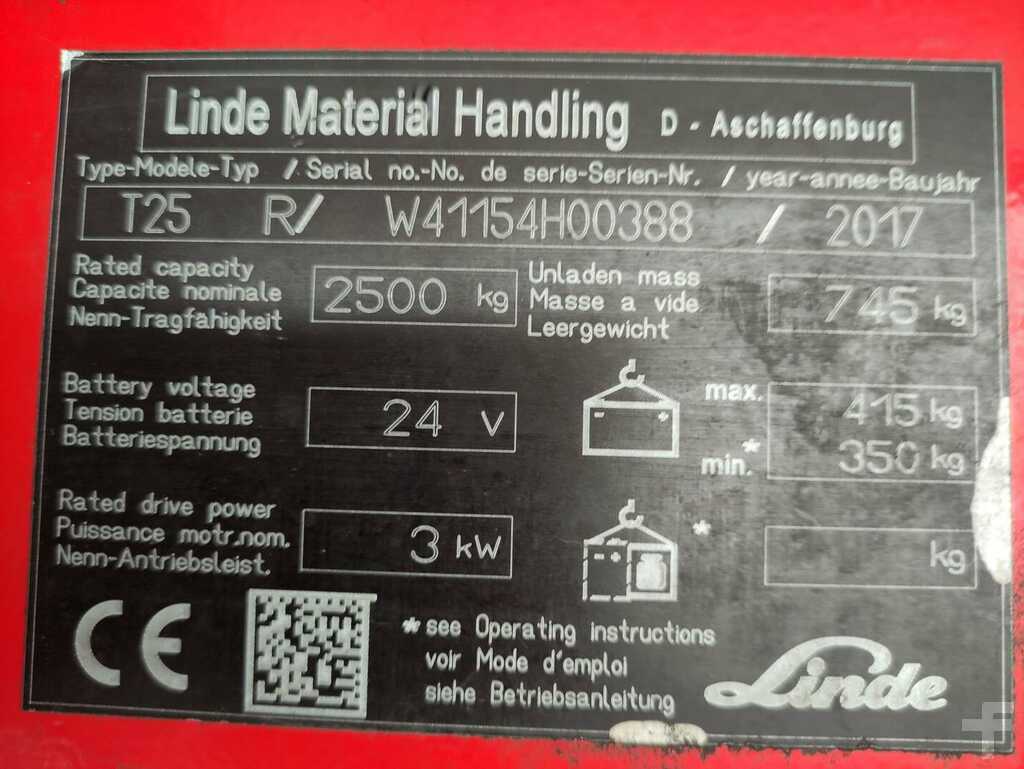 Linde Material Handling D - Aschaffenburg
Type-Modele-Typ / Serial no.-No. de serie-Serien-Nr. / year-annee-Baujahr
T25 R/ W41154H00388 / 2017
Rated capacity
Capacite nominale
Nenn-Tragfähigkeit
2500 kg
Unladen mass
Masse a vide
Leergewicht
745 kg
Battery voltage
Tension batterie
Batteriespannung
24 V
max. 415 kg
min.* 350 kg
Rated drive power
Puissance motr.nom.
Nenn-Antriebsleist.
3 kW
* kg
CE
*see Operating instructions
voir Mode d'emploi
siehe Betriebsanleitung
Linde